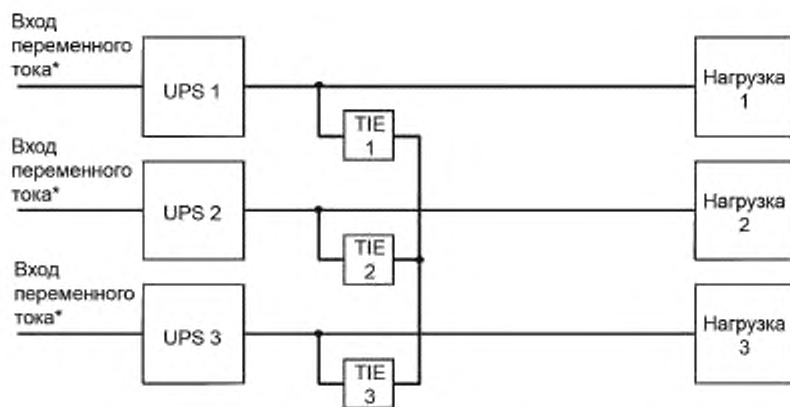 Вход
переменного
тока*
UPS 1
Нагрузка
1
TIE
1
Вход
переменного
тока*
UPS 2
Нагрузка
2
TIE
2
Вход
переменного
тока*
UPS 3
Нагрузка
3
TIE
3